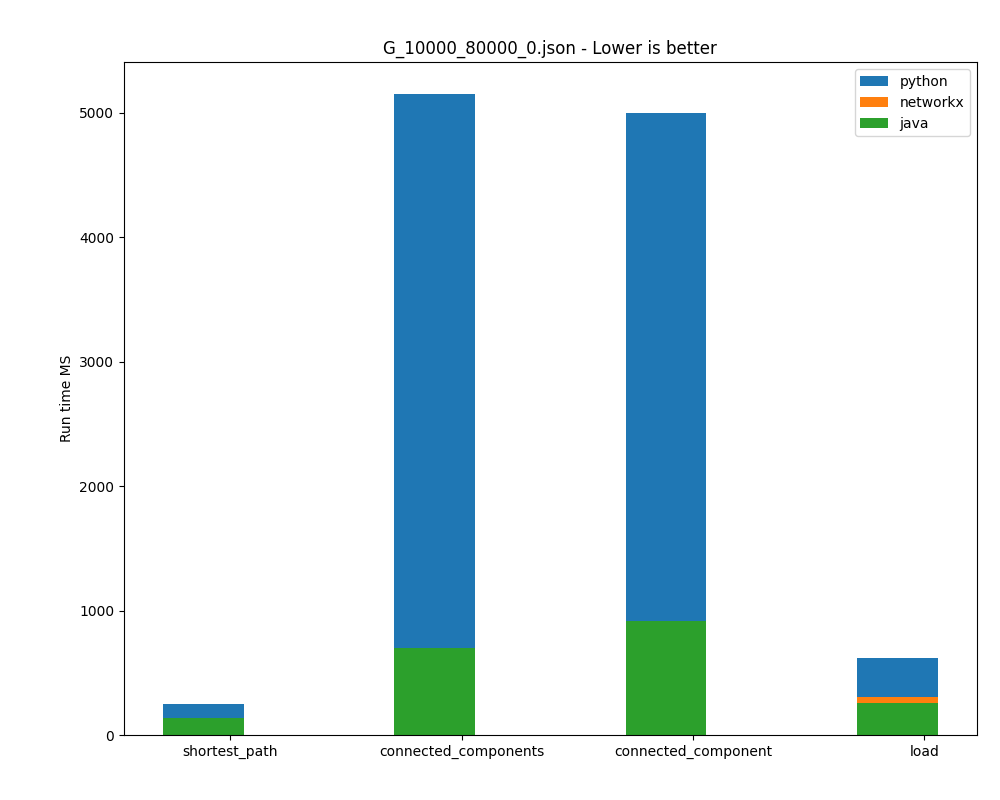 G_10000_80000_0.json - Lower is better
python
networkx
java
Run time MS
5000
4000
3000
2000
1000
0
shortest_path connected_components connected_component load